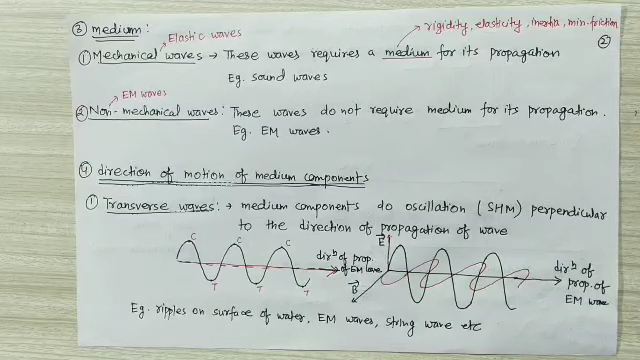 ③ medium:
Elastic waves
rigidity, elasticity, inertia, min. friction
②
① Mechanical waves → These waves requires a medium for its propagation
Eg. sound waves
EM waves
② Non-mechanical waves: These waves do not require medium for its propagation.
Eg. EM waves.
④ direction of motion of medium components
① Transverse waves: → medium components do oscillation (SHM) perpendicular
to the direction of propagation of wave
C C C
T T T
dirⁿ of prop.
of EM wave
E
B
dirⁿ of
prop. of
EM wave
Eg. ripples on surface of water, EM waves, string wave etc